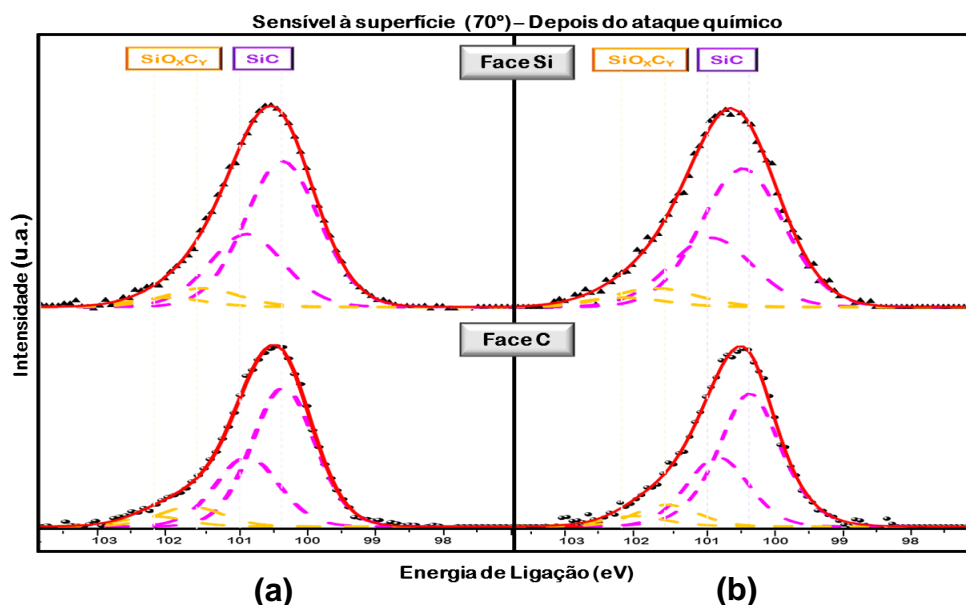 Sensível à superfície (70º) – Depois do ataque químico
SiOXCY SiC
Face Si
SiOXCY SiC
Intensidade (u.a.)
Face C
103 102 101 100 99 98
103 102 101 100 99 98
Energia de Ligação (eV)
(a) (b)